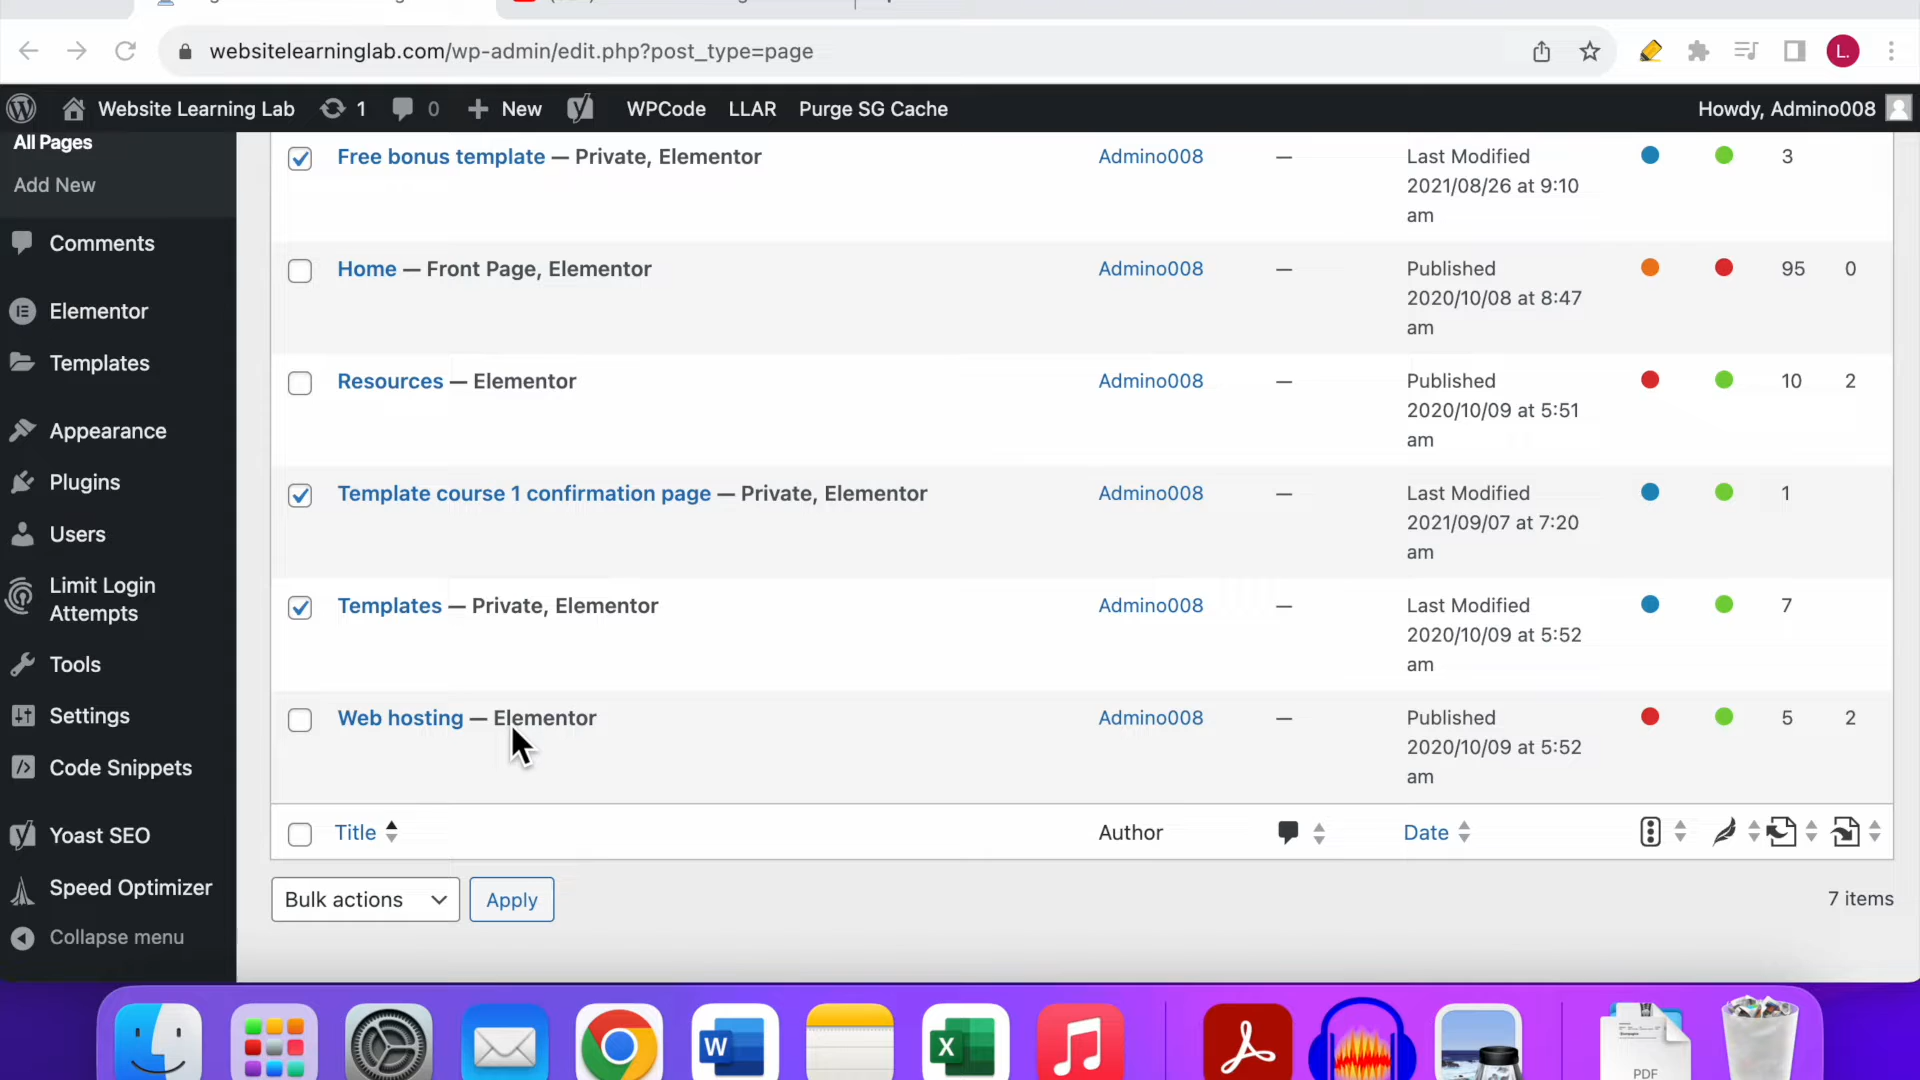 websitelearninglab.com/wp-admin/edit.php?post_type=page
L.
Website Learning Lab 1 0 New WPCode LLAR Purge SG Cache Howdy, Admino008
All Pages
Add New
Comments
Elementor
Templates
Appearance
Plugins
Users
Limit Login
Attempts
Tools
Settings
Code Snippets
Yoast SEO
Speed Optimizer
Collapse menu
Free bonus template — Private, Elementor Admino008 — Last Modified 3
2021/08/26 at 9:10
am
Home — Front Page, Elementor Admino008 — Published 95 0
2020/10/08 at 8:47
am
Resources — Elementor Admino008 — Published 10 2
2020/10/09 at 5:51
am
Template course 1 confirmation page — Private, Elementor Admino008 — Last Modified 1
2021/09/07 at 7:20
am
Templates — Private, Elementor Admino008 — Last Modified 7
2020/10/09 at 5:52
am
Web hosting — Elementor Admino008 — Published 5 2
2020/10/09 at 5:52
am
Title Author Date
Bulk actions Apply 7 items
W X PDF